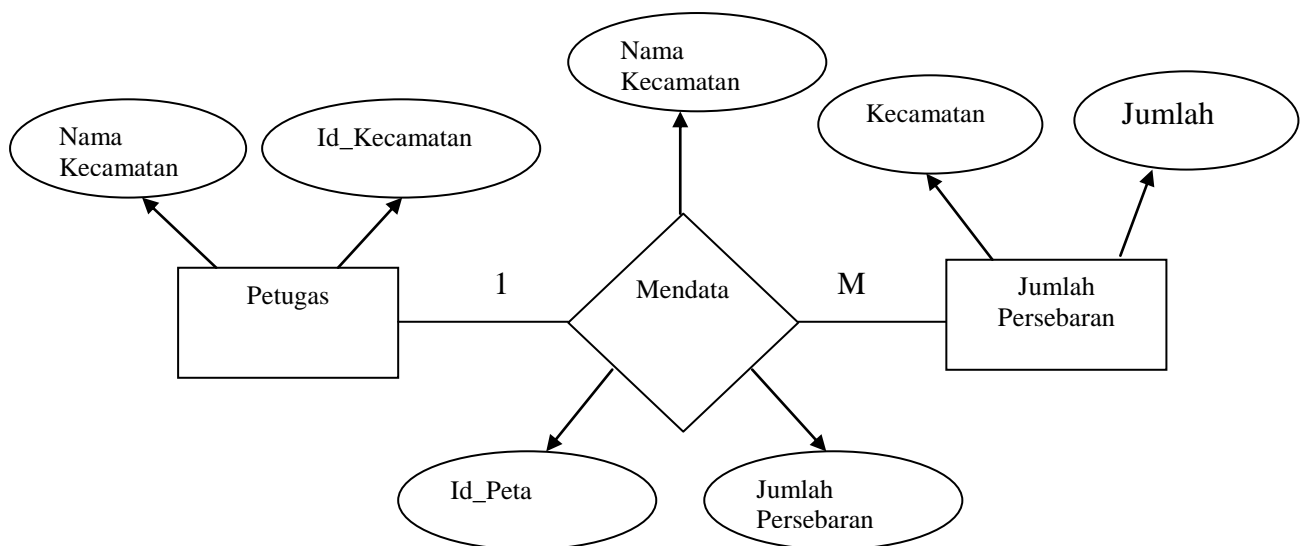 Nama
Kecamatan
Nama
Kecamatan
Id_Kecamatan
Kecamatan
Jumlah
Petugas
1
Mendata
M
Jumlah
Persebaran
Id_Peta
Jumlah
Persebaran